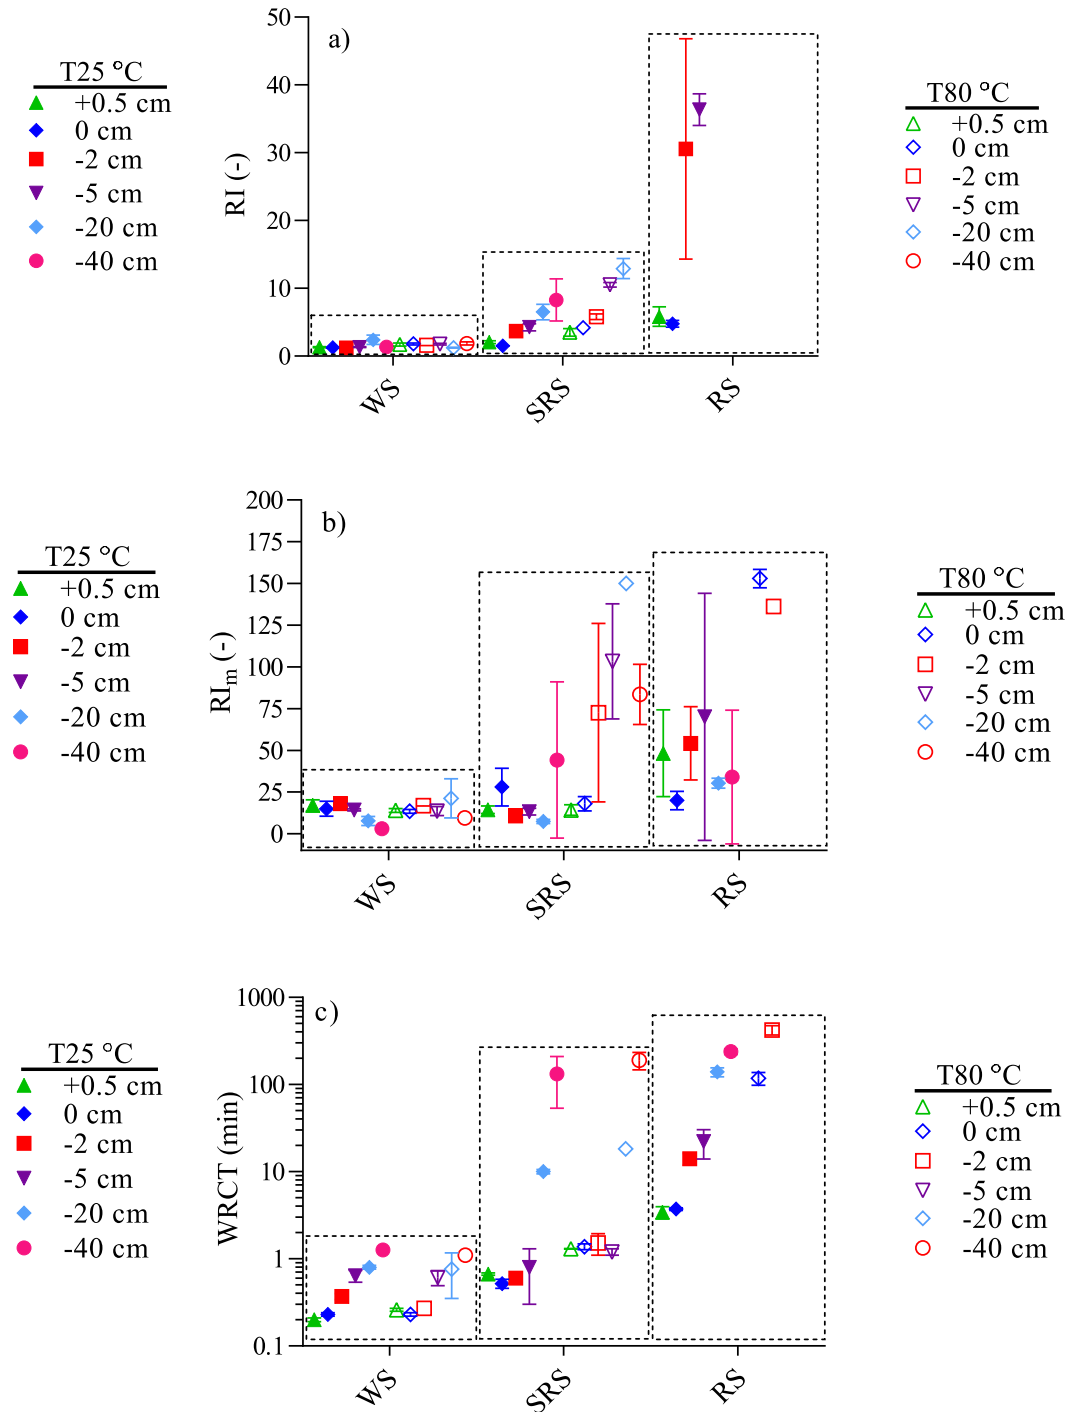 a)
T25 °C
+0.5 cm
0 cm
-2 cm
-5 cm
-20 cm
-40 cm
RI (-)
50
40
30
20
10
0
WS
SRS
RS
T80 °C
+0.5 cm
0 cm
-2 cm
-5 cm
-20 cm
-40 cm
b)
T25 °C
+0.5 cm
0 cm
-2 cm
-5 cm
-20 cm
-40 cm
RIm (-)
200
175
150
125
100
75
50
25
0
WS
SRS
RS
T80 °C
+0.5 cm
0 cm
-2 cm
-5 cm
-20 cm
-40 cm
c)
T25 °C
+0.5 cm
0 cm
-2 cm
-5 cm
-20 cm
-40 cm
WRCT (min)
1000
100
10
1
0.1
WS
SRS
RS
T80 °C
+0.5 cm
0 cm
-2 cm
-5 cm
-20 cm
-40 cm